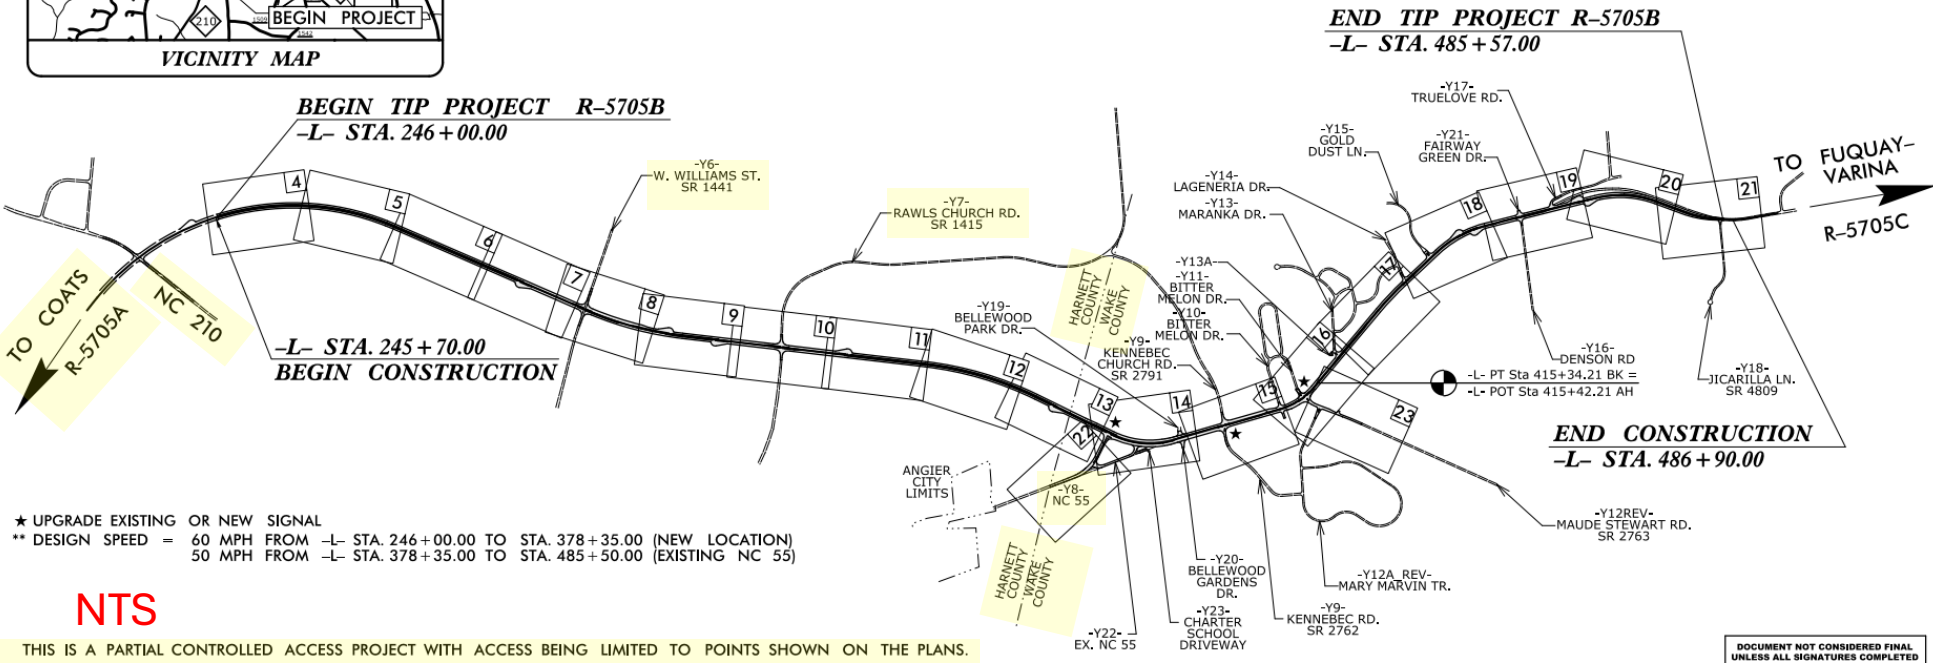 210
1509
BEGIN PROJECT
1542
VICINITY MAP
BEGIN TIP PROJECT R-5705B
-L- STA. 246+00.00
END TIP PROJECT R-5705B
-L- STA. 485+57.00
-Y6-
W. WILLIAMS ST.
SR 1441
-Y7-
RAWLS CHURCH RD.
SR 1415
-Y17-
TRUELOVE RD.
-Y15-
GOLD
DUST LN.
-Y21-
FAIRWAY
GREEN DR.
-Y14-
LAGENERIA DR.
-Y13-
MARANKA DR.
-Y13A-
-Y11-
BITTER
MELON DR.
-Y10-
BITTER
MELON DR.
-Y19-
BELLEWOOD
PARK DR.
-Y9-
KENNEBEC
CHURCH RD.
SR 2791
HARNETT
COUNTY
WAKE
COUNTY
TO FUQUAY-
VARINA
R-5705C
TO COATS
R-5705A
NC 210
-L- STA. 245+70.00
BEGIN CONSTRUCTION
4
5
6
7
8
9
10
11
12
13
14
15
16
17
18
19
20
21
22
23
-Y16-
DENSON RD
-L- PT Sta 415+34.21 BK =
-L- POT Sta 415+42.21 AH
-Y18-
JICARILLA LN.
SR 4809
END CONSTRUCTION
-L- STA. 486+90.00
ANGIER
CITY
LIMITS
-Y8-
NC 55
HARNETT
COUNTY
WAKE
COUNTY
-Y12REV-
MAUDE STEWART RD.
SR 2763
-Y12A_REV-
MARY MARVIN TR.
-Y20-
BELLEWOOD
GARDENS
DR.
-Y9-
KENNEBEC RD.
SR 2762
-Y23-
CHARTER
SCHOOL
DRIVEWAY
-Y22-
EX. NC 55
★ UPGRADE EXISTING OR NEW SIGNAL
** DESIGN SPEED = 60 MPH FROM -L- STA. 246+00.00 TO STA. 378+35.00 (NEW LOCATION)
50 MPH FROM -L- STA. 378+35.00 TO STA. 485+50.00 (EXISTING NC 55)
NTS
THIS IS A PARTIAL CONTROLLED ACCESS PROJECT WITH ACCESS BEING LIMITED TO POINTS SHOWN ON THE PLANS.
DOCUMENT NOT CONSIDERED FINAL
UNLESS ALL SIGNATURES COMPLETED